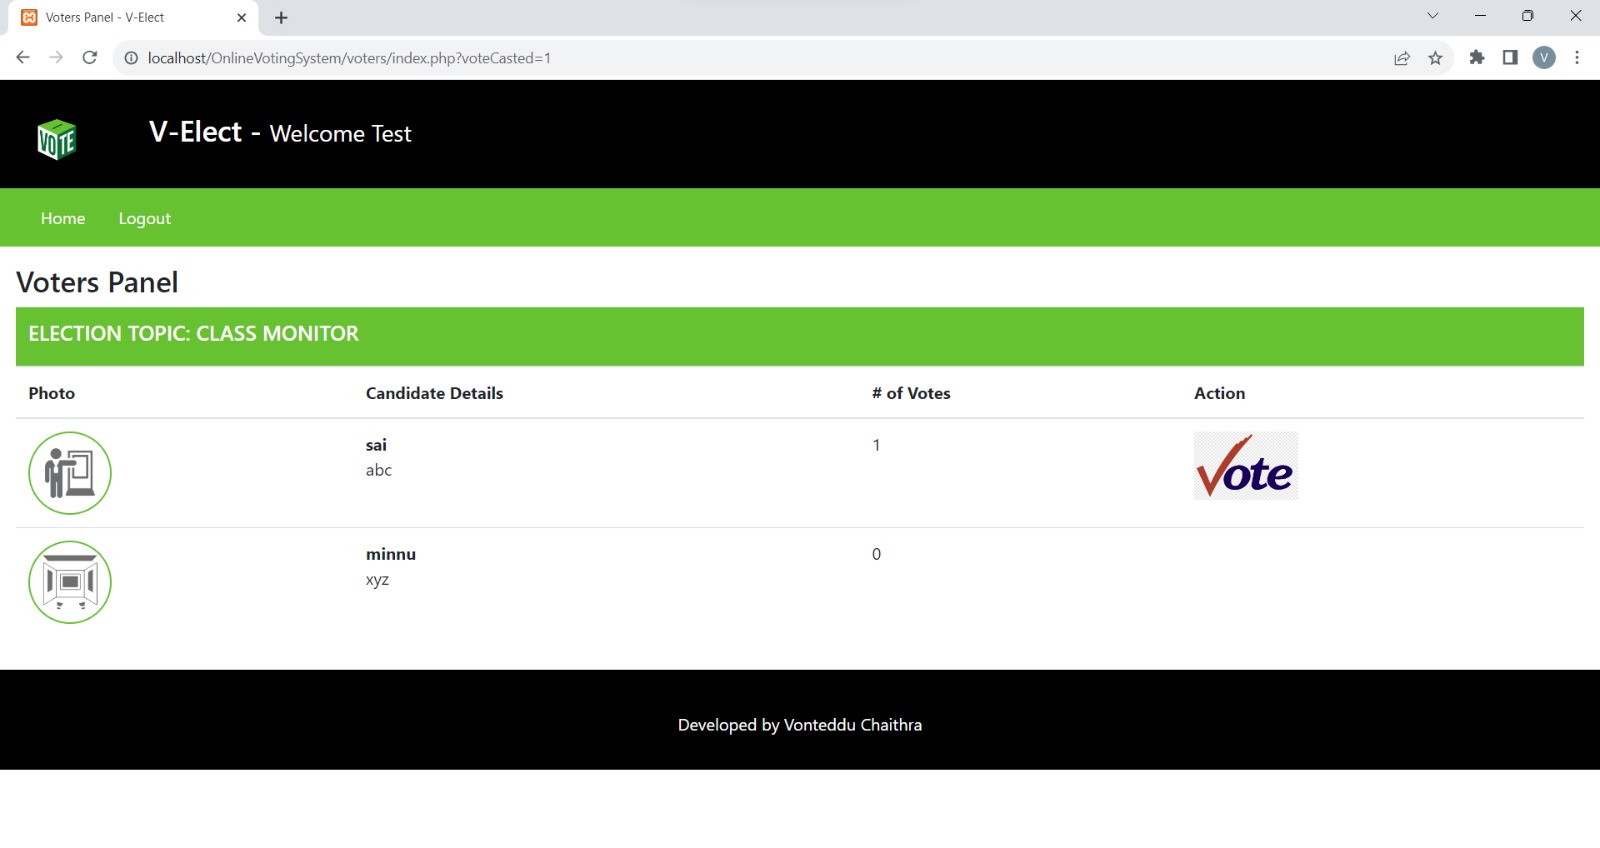 Voters Panel - V-Elect
localhost/OnlineVotingSystem/voters/index.php?voteCasted=1
V
VOTE
V-Elect - Welcome Test
Home Logout
Voters Panel
ELECTION TOPIC: CLASS MONITOR
Photo Candidate Details # of Votes Action
sai 1 Vote
abc
minnu 0
xyz
Developed by Vonteddu Chaithra